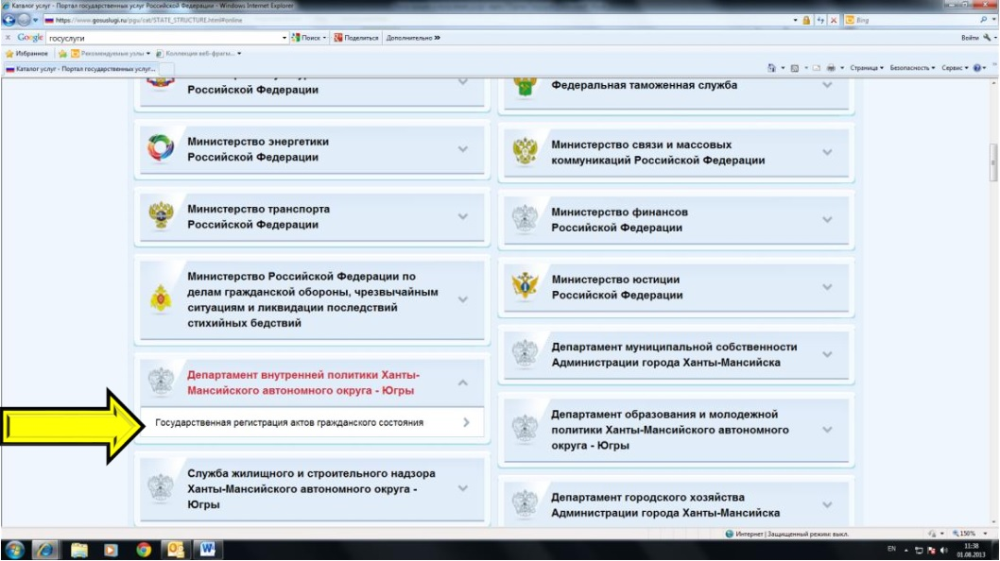 Каталог услуг - Портал государственных услуг Российской Федерации - Windows Internet Explorer
https://www.gosuslugi.ru/pgu/cat/STATE_STRUCTURE.html#online
Bing
Google госуслуги Поиск Поделиться Дополнительно Войти
Избранное Рекомендуемые узлы Коллекция веб-фрагм...
Каталог услуг - Портал государственных услуг... Страница Безопасность Сервис
Российской Федерации
Федеральная таможенная служба
Министерство энергетики
Российской Федерации
Министерство связи и массовых
коммуникаций Российской Федерации
Министерство транспорта
Российской Федерации
Министерство финансов
Российской Федерации
Министерство Российской Федерации по
делам гражданской обороны, чрезвычайным
ситуациям и ликвидации последствий
стихийных бедствий
Министерство юстиции
Российской Федерации
Департамент муниципальной собственности
Администрации города Ханты-Мансийска
Департамент внутренней политики Ханты-
Мансийского автономного округа - Югры
Государственная регистрация актов гражданского состояния
Департамент образования и молодежной
политики Ханты-Мансийского автономного
округа - Югры
Служба жилищного и строительного надзора
Ханты-Мансийского автономного округа -
Югры
Департамент городского хозяйства
Администрации города Ханты-Мансийска
Интернет | Защищенный режим: выкл. 150%
EN 11:38
01.08.2013